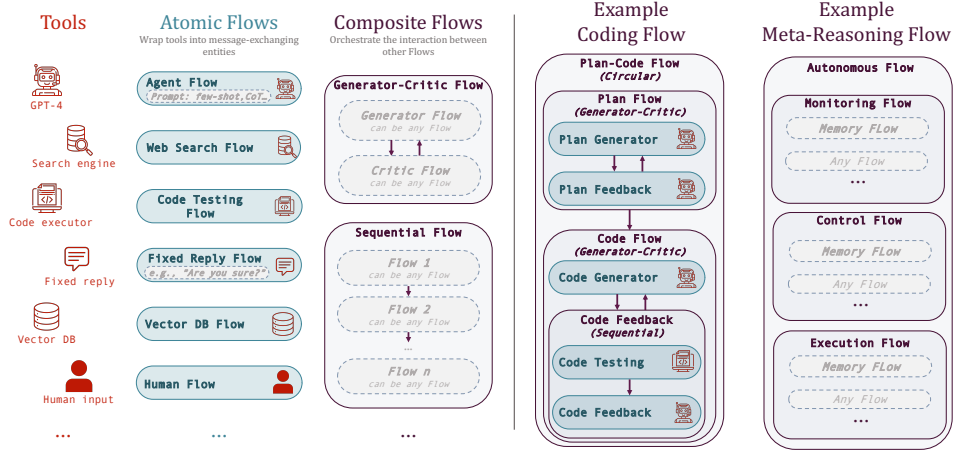 Tools
GPT-4
Search engine
Code executor
Fixed reply
Vector DB
Human input
...
Atomic Flows
Wrap tools into message-exchanging
entities
Agent Flow
Prompt: few-shot,CoT…
Web Search Flow
Code Testing
Flow
Fixed Reply Flow
e.g., "Are you sure?"
Vector DB Flow
Human Flow
...
Composite Flows
Orchestrate the interaction between
other Flows
Generator-Critic Flow
Generator Flow
can be any Flow
Critic Flow
can be any Flow
Sequential Flow
Flow 1
can be any Flow
Flow 2
can be any Flow
...
Flow n
can be any Flow
...
Example
Coding Flow
Plan-Code Flow
(Circular)
Plan Flow
(Generator-Critic)
Plan Generator
Plan Feedback
Code Flow
(Generator-Critic)
Code Generator
Code Feedback
(Sequential)
Code Testing
Code Feedback
Example
Meta-Reasoning Flow
Autonomous Flow
Monitoring Flow
Memory FLow
Any Flow
...
Control Flow
Memory FLow
Any Flow
...
Execution Flow
Memory FLow
Any Flow
...